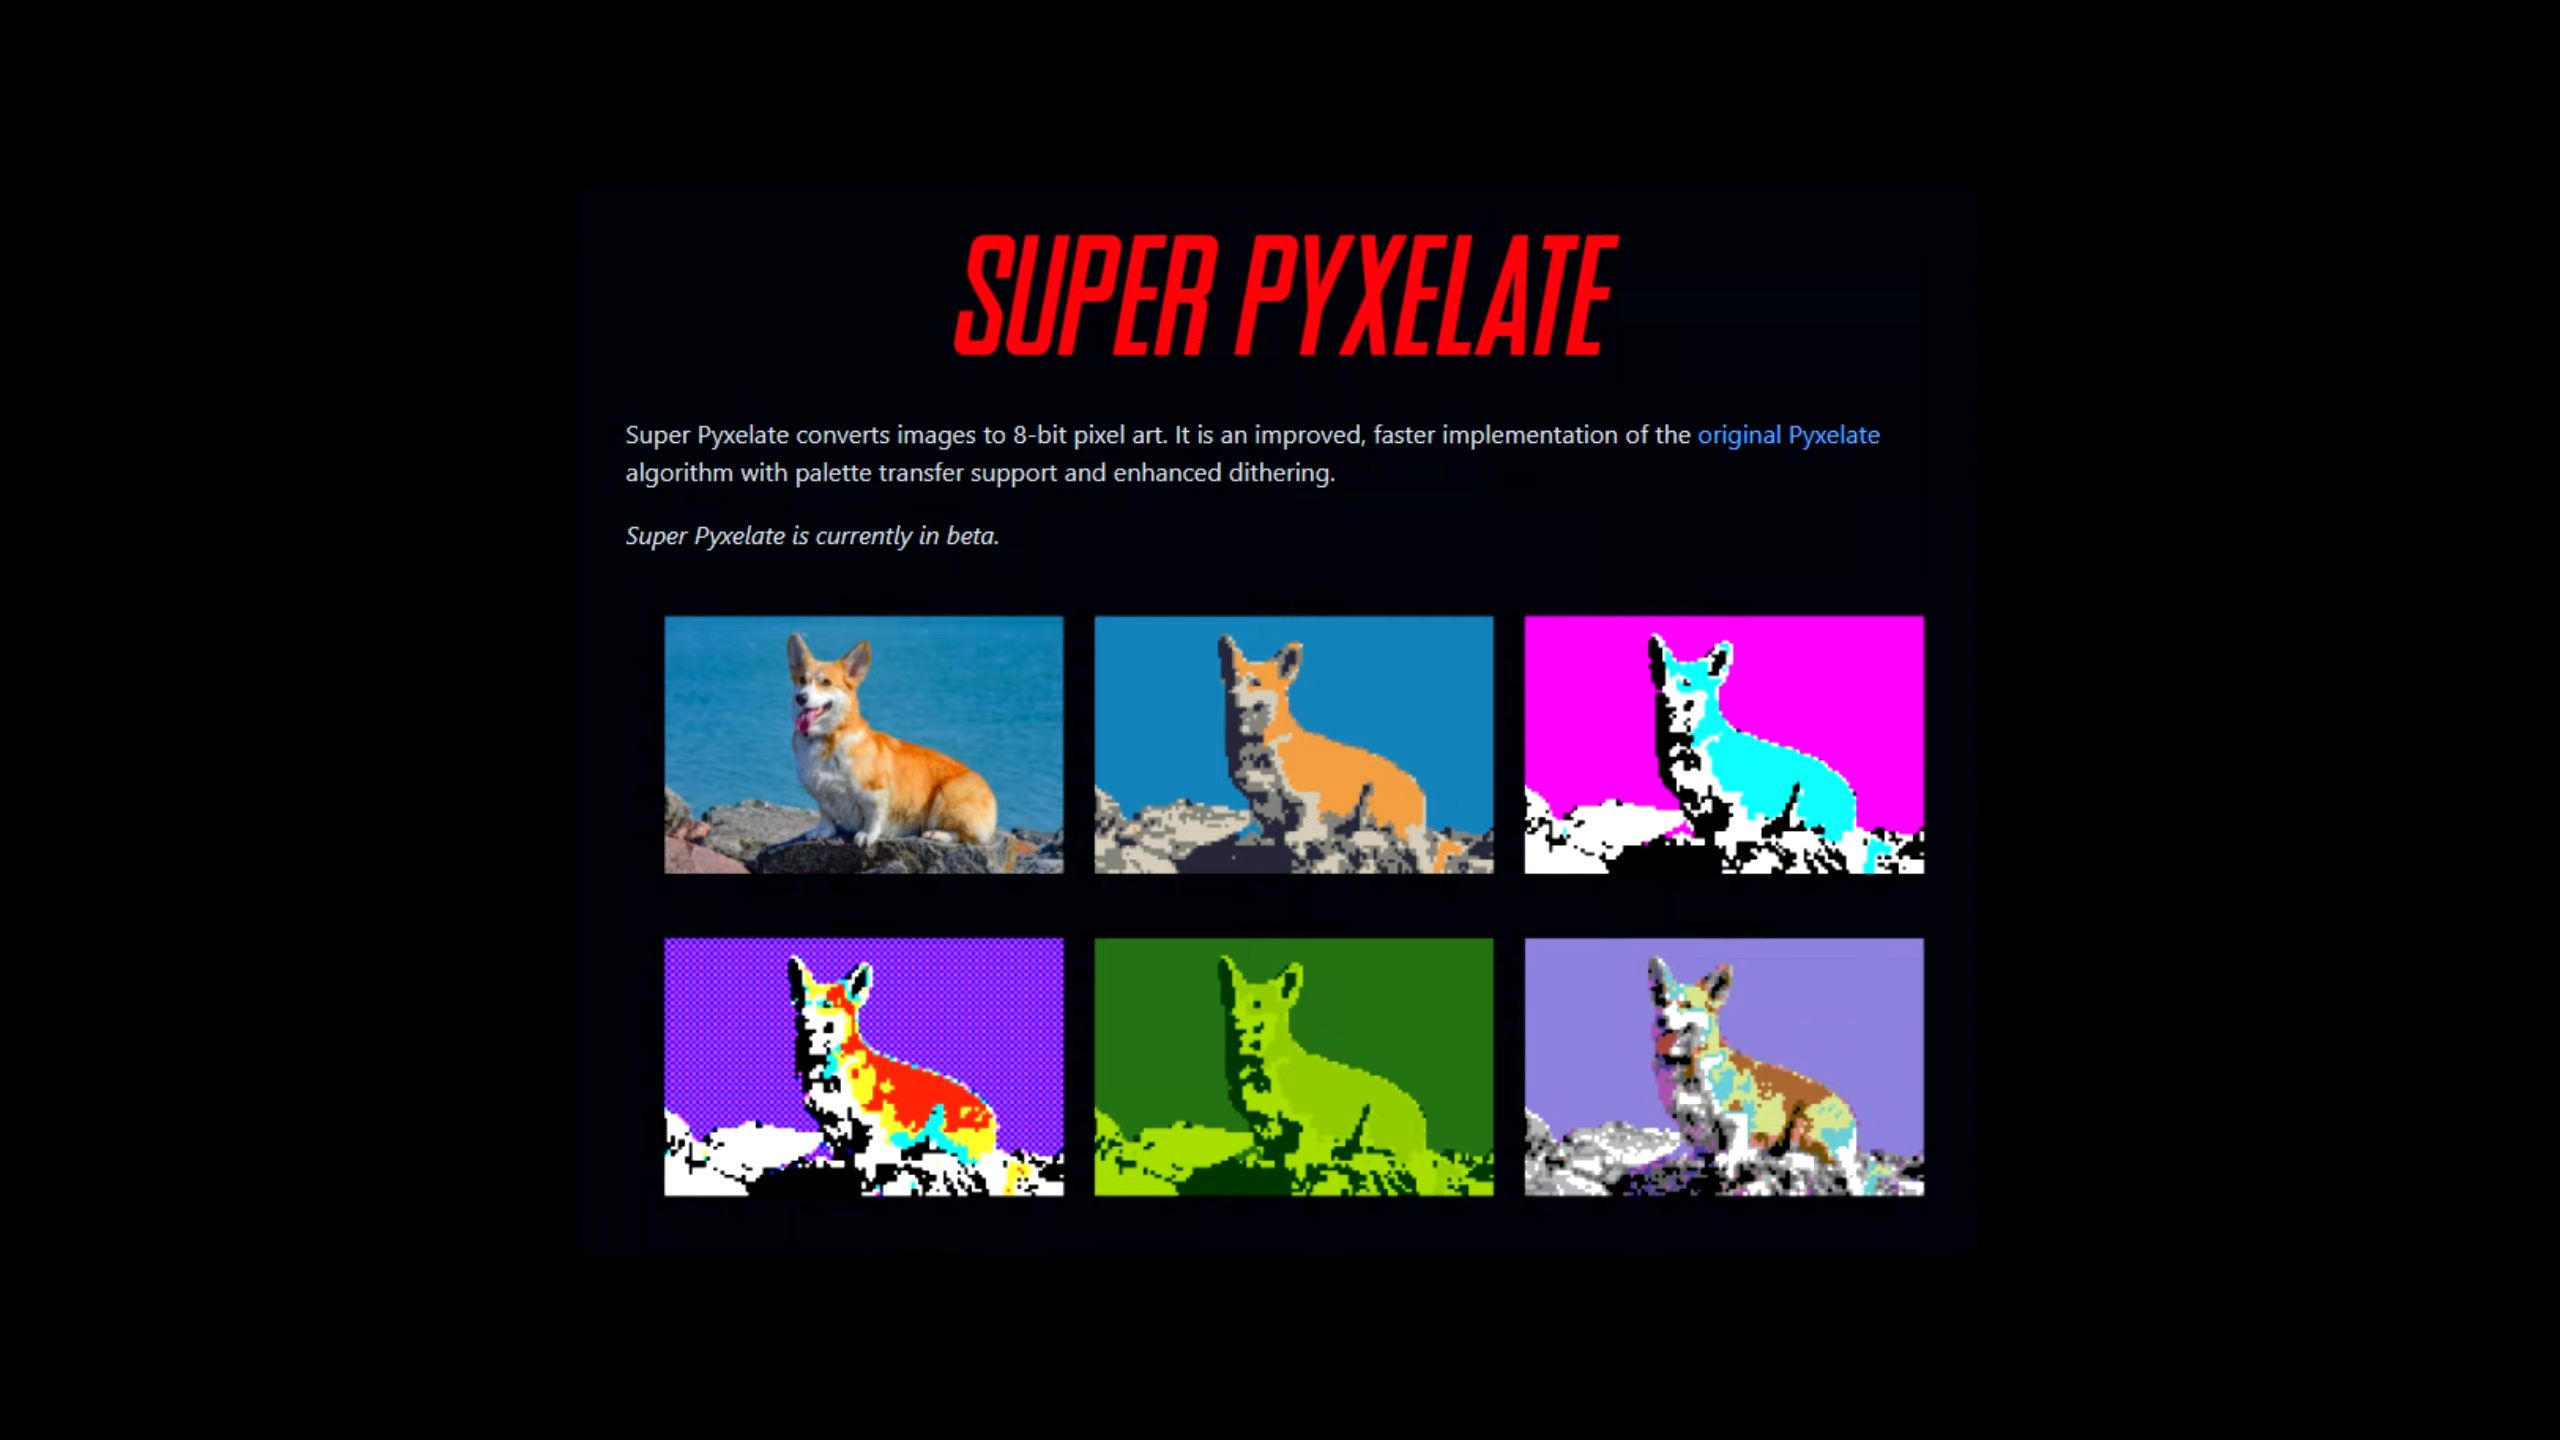 SUPER PYXELATE
Super Pyxelate converts images to 8-bit pixel art. It is an improved, faster implementation of the original Pyxelate
algorithm with palette transfer support and enhanced dithering.
Super Pyxelate is currently in beta.